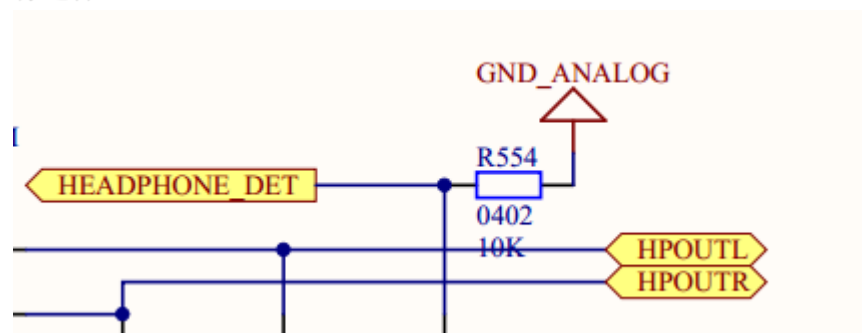 GND_ANALOG
R554
HEADPHONE_DET
0402
10K
HPOUTL
HPOUTR